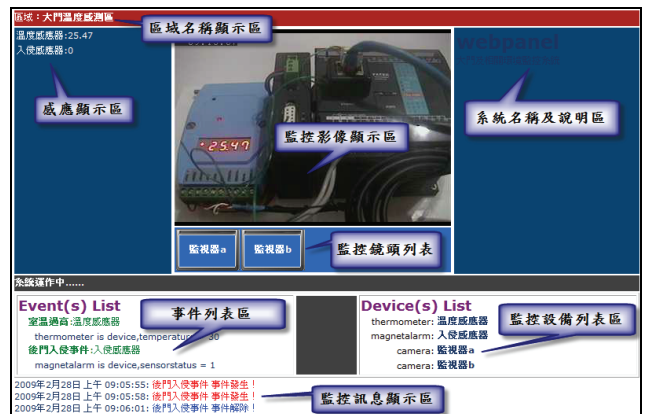 區域：大門溫度感測區
區域名稱顯示區
溫度感應器:25.47
入侵感應器:0
webpanel
感應顯示區
25.47
監控影像顯示區
系統名稱及說明區
監視器a
監視器b
監控鏡頭列表
系統運作中......
Event(s) List
事件列表區
Device(s) List
室溫過高:溫度感應器
thermometer is device,temperatur
30
後門入侵事件:入侵感應器
magnetalarm is device,sensorstatus = 1
thermometer: 溫度感應器
監控設備列表區
magnetalarm: 入侵感應器
camera: 監視器a
camera: 監視器b
2009年2月28日 上午 09:05:55: 後門入侵事件 事件發生！
2009年2月28日 上午 09:05:58: 後門入侵事件 事件發生！
2009年2月28日 上午 09:06:01: 後門入侵事件 事件解除！
監控訊息顯示區